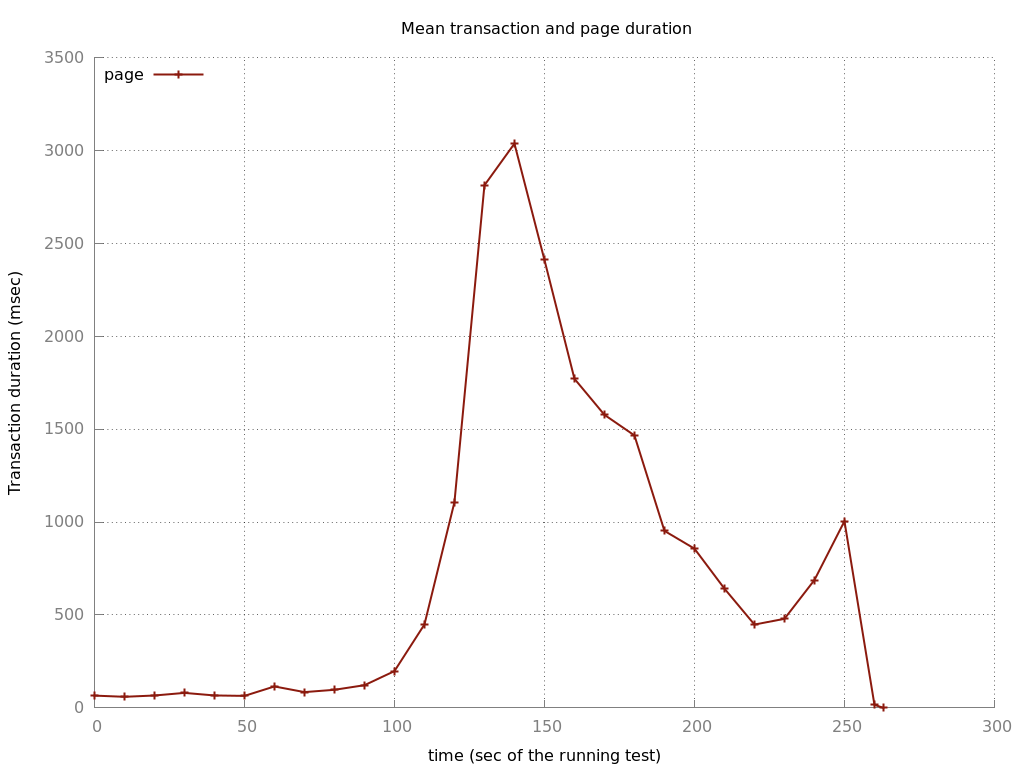 Mean transaction and page duration
3500
page
3000
2500
2000
1500
1000
500
0
0 50 100 150 200 250 300
Transaction duration (msec)
time (sec of the running test)